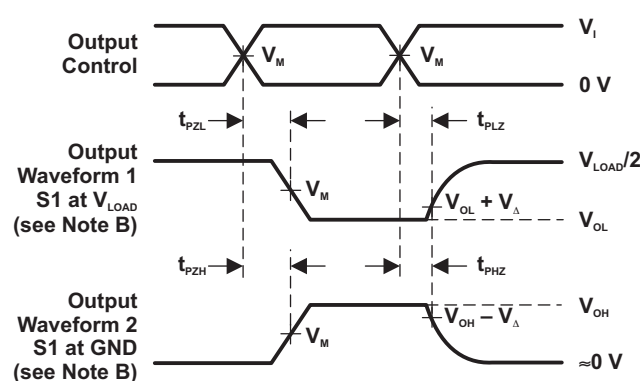 Output
Control
V_I
V_M
V_M
0 V
t_PZL
t_PLZ
Output
Waveform 1
S1 at V_LOAD
(see Note B)
V_LOAD/2
V_M
V_OL + V_Δ
V_OL
t_PZH
t_PHZ
Output
Waveform 2
S1 at GND
(see Note B)
V_OH
V_OH – V_Δ
V_M
≈0 V